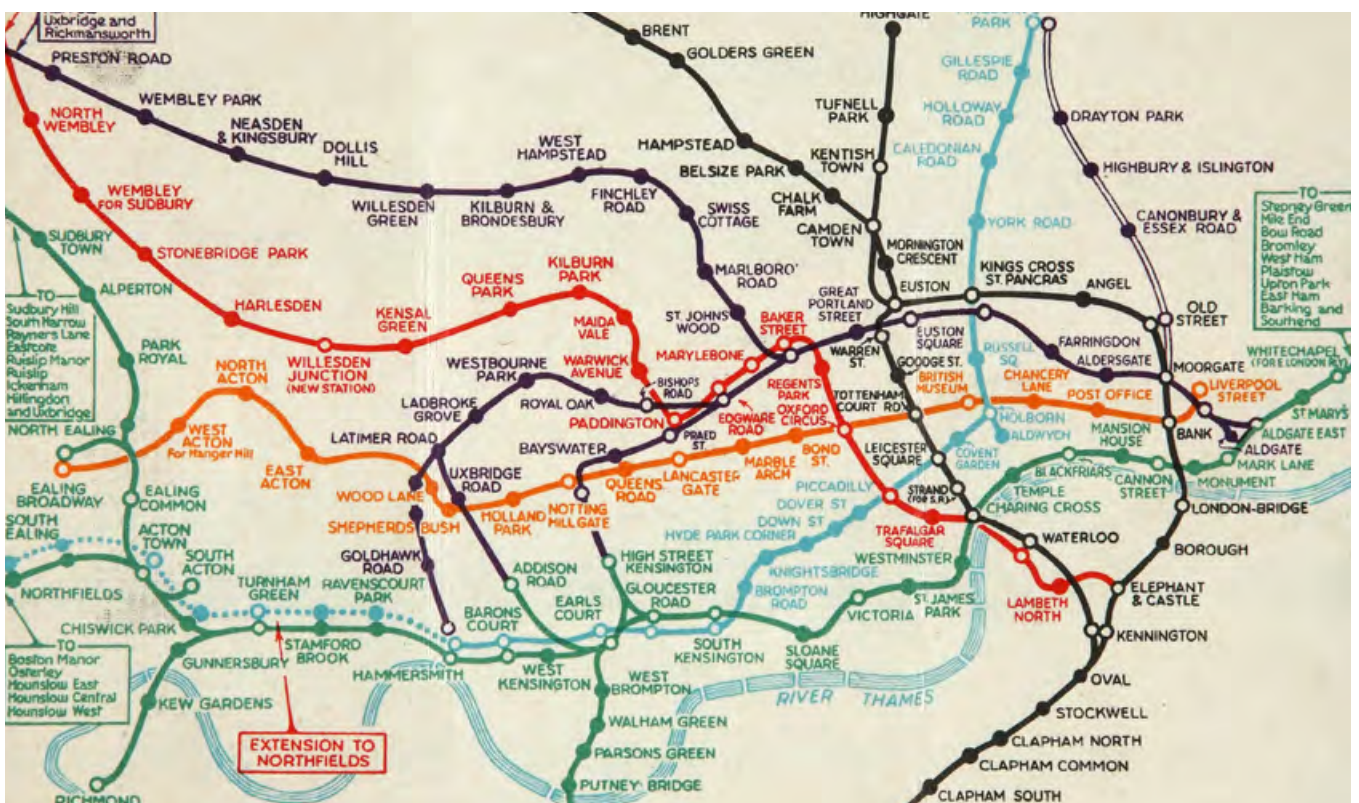 Uxbridge and
Rickmansworth
PRESTON ROAD
WEMBLEY PARK
NEASDEN
& KINGSBURY
DOLLIS
HILL
WILLESDEN
GREEN
KILBURN &
BRONDESBURY
WEST
HAMPSTEAD
FINCHLEY
ROAD
SWISS
COTTAGE
MARLBORO'
ROAD
ST. JOHNS
WOOD
GREAT
PORTLAND
STREET
EUSTON
SQUARE
FARRINGDON
ALDERSGATE
NORTH
WEMBLEY
WEMBLEY
FOR SUDBURY
STONEBRIDGE PARK
HARLESDEN
WILLESDEN
JUNCTION
(NEW STATION)
KENSAL
GREEN
QUEENS
PARK
KILBURN
PARK
MAIDA
VALE
WARWICK
AVENUE
PADDINGTON
EDGWARE
ROAD
MARYLEBONE
BAKER
STREET
REGENTS
PARK
OXFORD
CIRCUS
TRAFALGAR
SQUARE
LAMBETH
NORTH
ELEPHANT
& CASTLE
BRENT
GOLDERS GREEN
HAMPSTEAD
BELSIZE PARK
CHALK
FARM
CAMDEN
TOWN
HIGHGATE
TUFNELL
PARK
KENTISH
TOWN
MORNINGTON
CRESCENT
EUSTON
KINGS CROSS
ST. PANCRAS
ANGEL
OLD
STREET
MOORGATE
BANK
LONDON-BRIDGE
BOROUGH
KENNINGTON
OVAL
STOCKWELL
CLAPHAM NORTH
CLAPHAM COMMON
CLAPHAM SOUTH
WARREN
ST.
GOODGE ST.
TOTTENHAM
COURT RD
LEICESTER
SQUARE
STRAND
(FOR S.R.)
CHARING CROSS
WATERLOO
PARK
GILLESPIE
ROAD
HOLLOWAY
ROAD
CALEDONIAN
ROAD
YORK ROAD
RUSSELL
SQ
HOLBORN
ALDWYCH
COVENT
GARDEN
PICCADILLY
DOVER ST
DOWN ST
HYDE PARK CORNER
KNIGHTSBRIDGE
BROMPTON
ROAD
DRAYTON PARK
HIGHBURY & ISLINGTON
CANONBURY &
ESSEX ROAD
TO
Stepney Green
Mile End
Bow Road
Bromley
West Ham
Plaistow
Upton Park
East Ham
Barking and
Southend
WHITECHAPEL
(FOR E LONDON RLY)
ST MARYS
ALDGATE EAST
ALDGATE
MARK LANE
MONUMENT
CANNON
STREET
MANSION
HOUSE
BLACKFRIARS
TEMPLE
WESTMINSTER
ST. JAMES
PARK
VICTORIA
SLOANE
SQUARE
SOUTH
KENSINGTON
GLOUCESTER
ROAD
HIGH STREET
KENSINGTON
EARLS
COURT
ADDISON
ROAD
BARONS
COURT
WEST
KENSINGTON
HAMMERSMITH
WEST
BROMPTON
WALHAM GREEN
PARSONS GREEN
PUTNEY BRIDGE
RAVENSCOURT
PARK
STAMFORD
BROOK
TURNHAM
GREEN
GUNNERSBURY
KEW GARDENS
RICHMOND
CHISWICK PARK
SOUTH
ACTON
ACTON
TOWN
EALING
COMMON
EALING
BROADWAY
NORTH EALING
PARK
ROYAL
ALPERTON
SUDBURY
TOWN
TO
Sudbury Hill
South Harrow
Rayners Lane
Eastcote
Ruislip Manor
Ruislip
Ickenham
Hillingdon
and Uxbridge
SOUTH
EALING
NORTHFIELDS
TO
Boston Manor
Osterley
Hounslow East
Hounslow Central
Hounslow West
EXTENSION TO
NORTHFIELDS
WEST
ACTON
For Hanger Hill
NORTH
ACTON
EAST
ACTON
WOOD LANE
SHEPHERDS BUSH
HOLLAND
PARK
NOTTING
HILL GATE
QUEENS
ROAD
LANCASTER
GATE
MARBLE
ARCH
BOND
ST.
BRITISH
MUSEUM
CHANCERY
LANE
POST OFFICE
LIVERPOOL
STREET
LATIMER ROAD
LADBROKE
GROVE
WESTBOURNE
PARK
ROYAL OAK
BISHOPS
ROAD
PRAED
ST.
BAYSWATER
UXBRIDGE
ROAD
GOLDHAWK
ROAD
RIVER THAMES